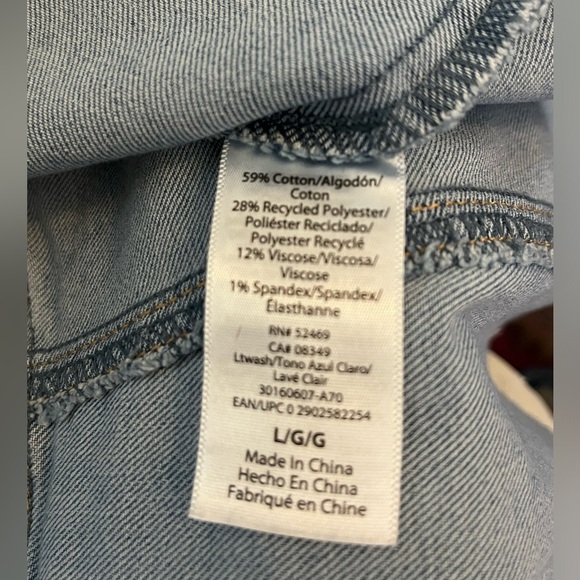 59% Cotton/Algodón/
Coton
28% Recycled Polyester/
Poliéster Reciclado/
Polyester Recyclé
12% Viscose/Viscosa/
Viscose
1% Spandex/Spandex/
Élasthanne
RN# 52469
CA# 08349
Ltwash/Tono Azul Claro/
Lavé Clair
30160607-A70
EAN/UPC 0 2902582254
L/G/G
Made In China
Hecho En China
Fabriqué en Chine